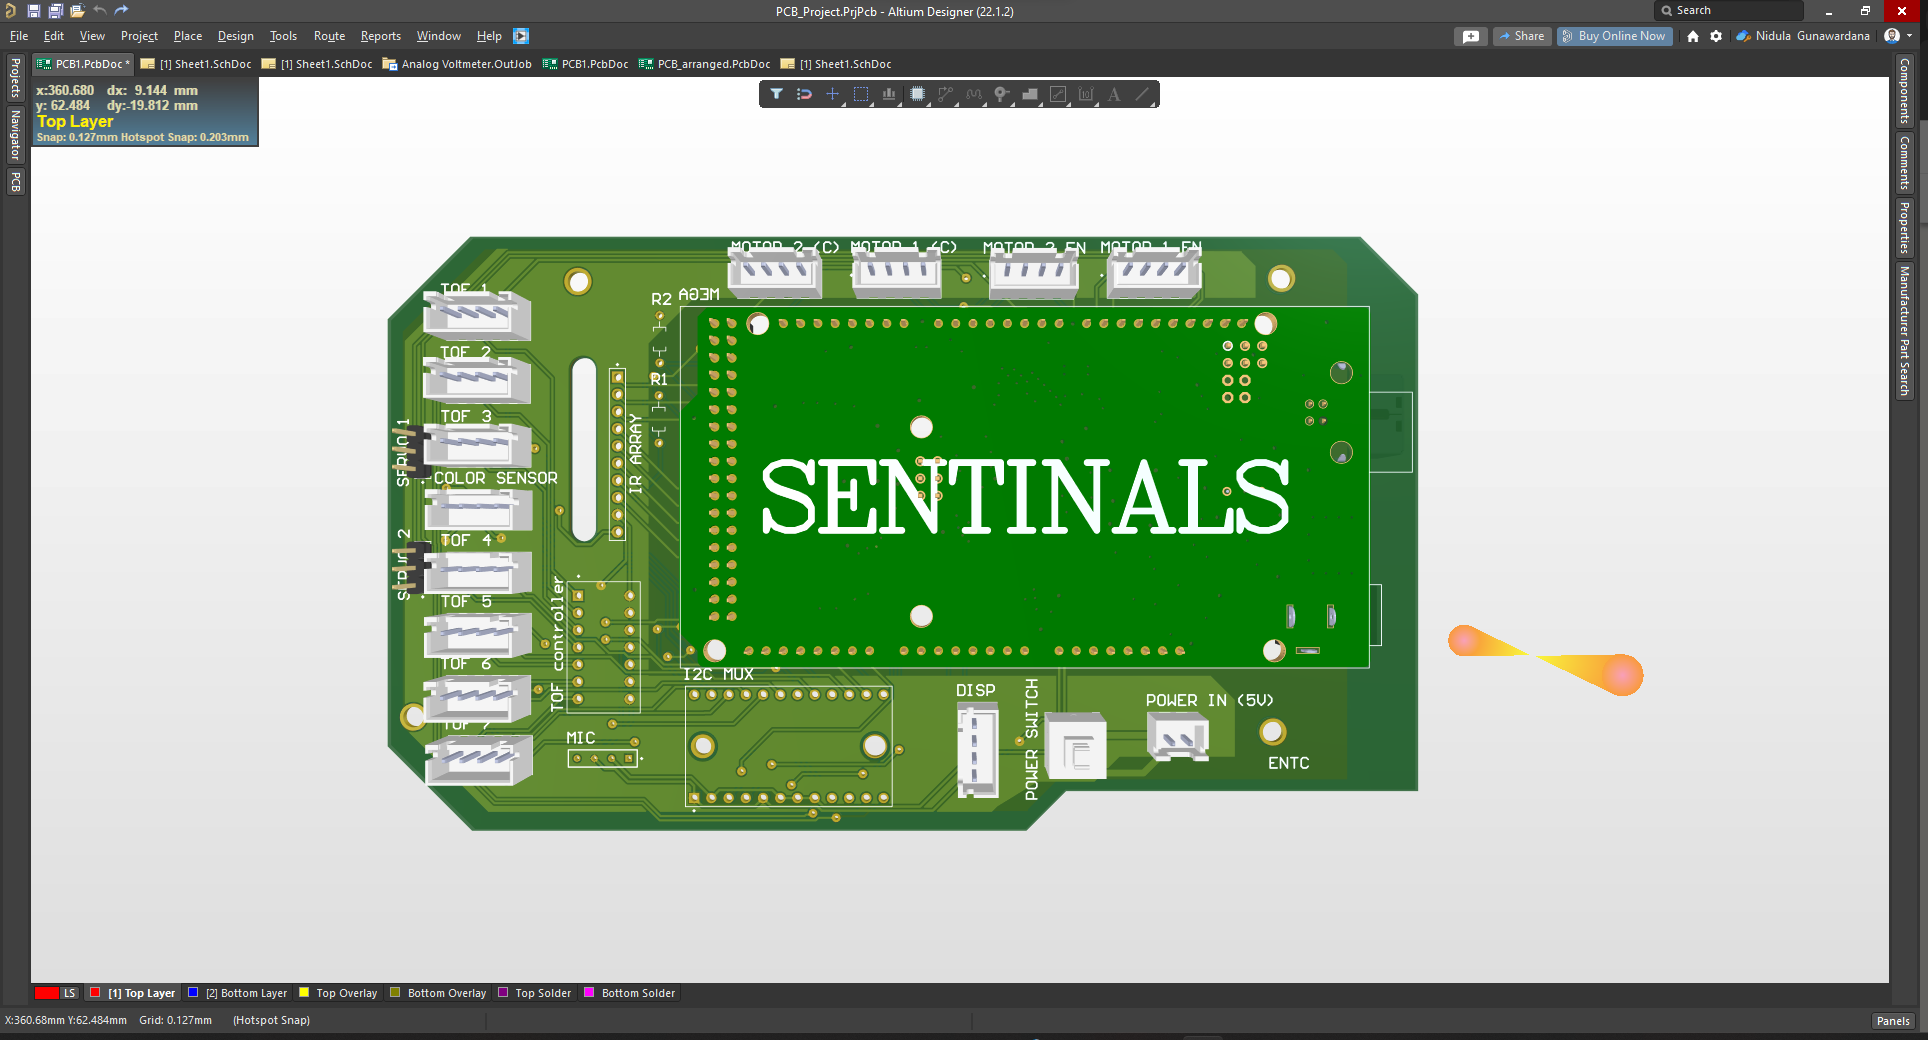 PCB_Project.PrjPcb - Altium Designer (22.1.2)
Search
File Edit View Project Place Design Tools Route Reports Window Help
Share
Buy Online Now
Nidula Gunawardana
PCB1.PcbDoc *
[1] Sheet1.SchDoc
[1] Sheet1.SchDoc
Analog Voltmeter.OutJob
PCB1.PcbDoc
PCB_arranged.PcbDoc
[1] Sheet1.SchDoc
Projects
Navigator
PCB
x:360.680 dx: 9.144 mm
y: 62.484 dy:-19.812 mm
Top Layer
Snap: 0.127mm Hotspot Snap: 0.203mm
Components
Comments
Properties
Manufacturer Part Search
MOTOR 2 (C)
MOTOR 1 (C)
MOTOR 2 EN
MOTOR 1 EN
TOF 1
R2
MEGA
TOF 2
R1
TOF 3
IR ARRAY
COLOR SENSOR
SENTINALS
TOF 4
TOF 5
TOF controller
TOF 6
I2C MUX
DISP
POWER SWITCH
POWER IN (5V)
TOF 7
MIC
ENTC
LS
[1] Top Layer
[2] Bottom Layer
Top Overlay
Bottom Overlay
Top Solder
Bottom Solder
X:360.68mm Y:62.484mm Grid: 0.127mm (Hotspot Snap)
Panels